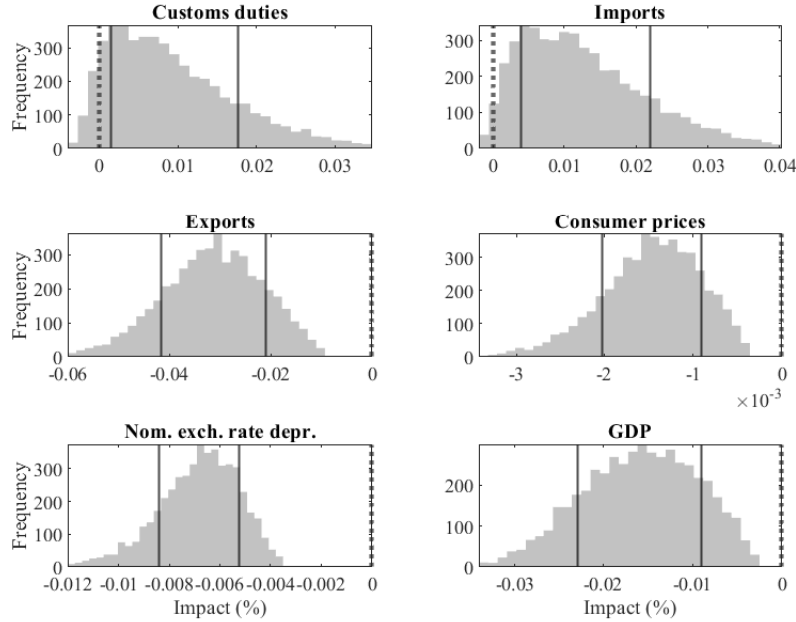 Customs duties
Imports
Frequency
300
200
100
0
0 0.01 0.02 0.03
300
200
100
0
0 0.01 0.02 0.03 0.04
Exports
Consumer prices
300
200
100
0
-0.06 -0.04 -0.02 0
300
200
100
0
-3 -2 -1 0
×10⁻³
Nom. exch. rate depr.
GDP
Frequency
300
200
100
0
-0.012 -0.01 -0.008 -0.006 -0.004 -0.002 0
Impact (%)
200
100
0
-0.03 -0.02 -0.01 0
Impact (%)